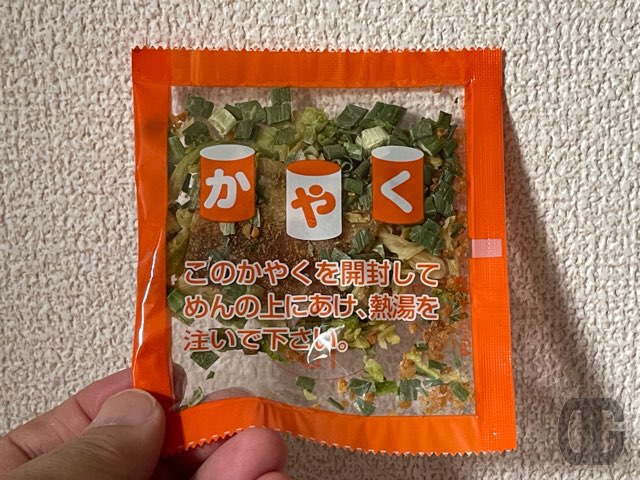 かやく
このかやくを開封して
めんの上にあけ、熱湯を
注いで下さい。